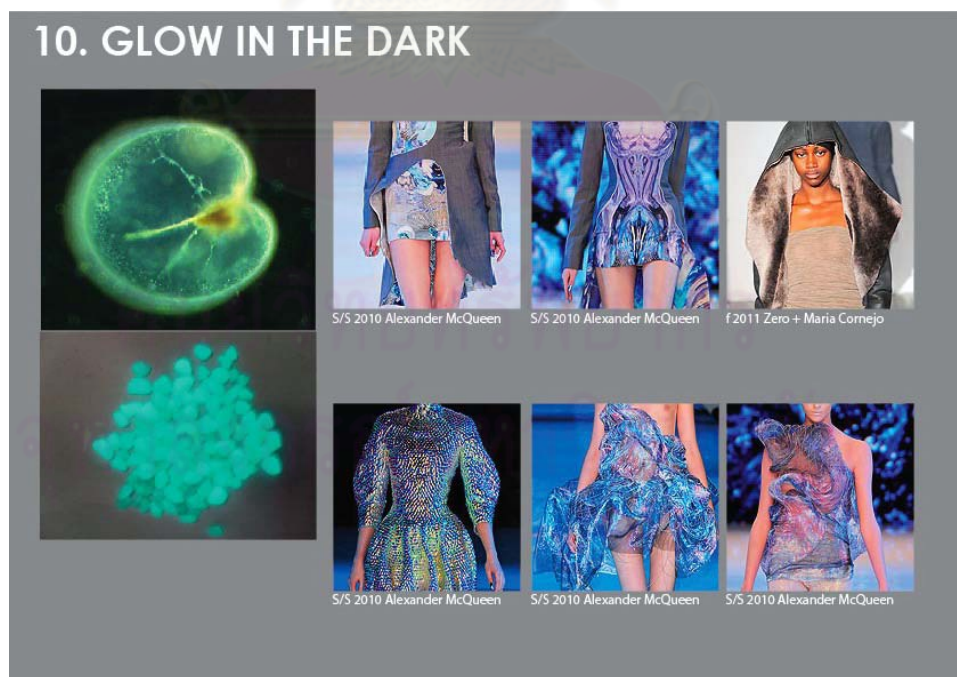 10. GLOW IN THE DARK
S/S 2010 Alexander McQueen
S/S 2010 Alexander McQueen
f 2011 Zero + Maria Cornejo
S/S 2010 Alexander McQueen
S/S 2010 Alexander McQueen
S/S 2010 Alexander McQueen